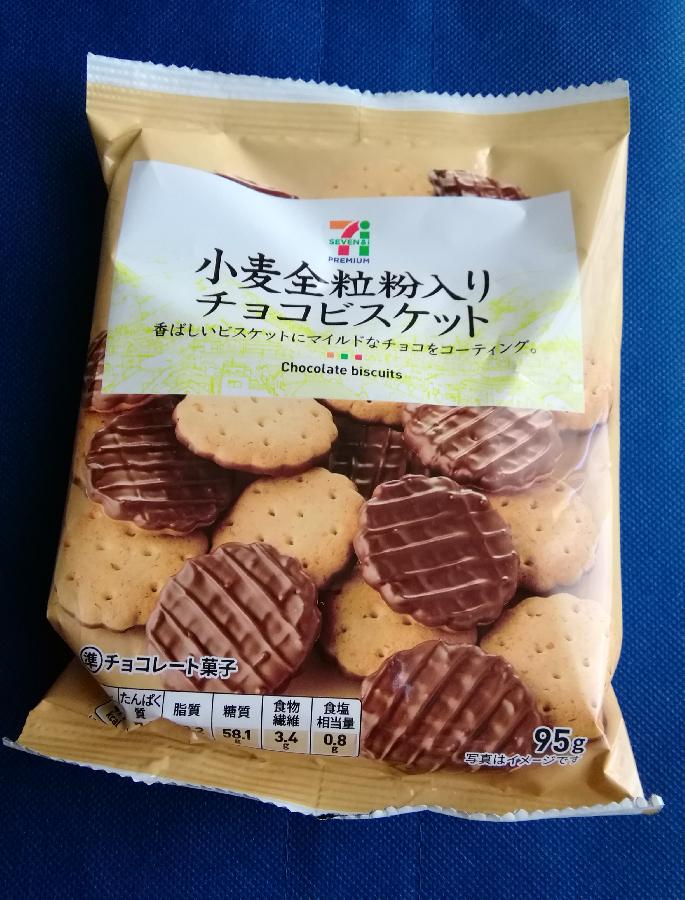 SEVEN&i
PREMIUM
小麦全粒粉入り
チョコビスケット
香ばしいビスケットにマイルドなチョコをコーティング。
Chocolate biscuits
準 チョコレート菓子
たんぱく質 脂質 糖質 食物繊維 食塩相当量
58.1g 3.4g 0.8g
95g
写真はイメージです